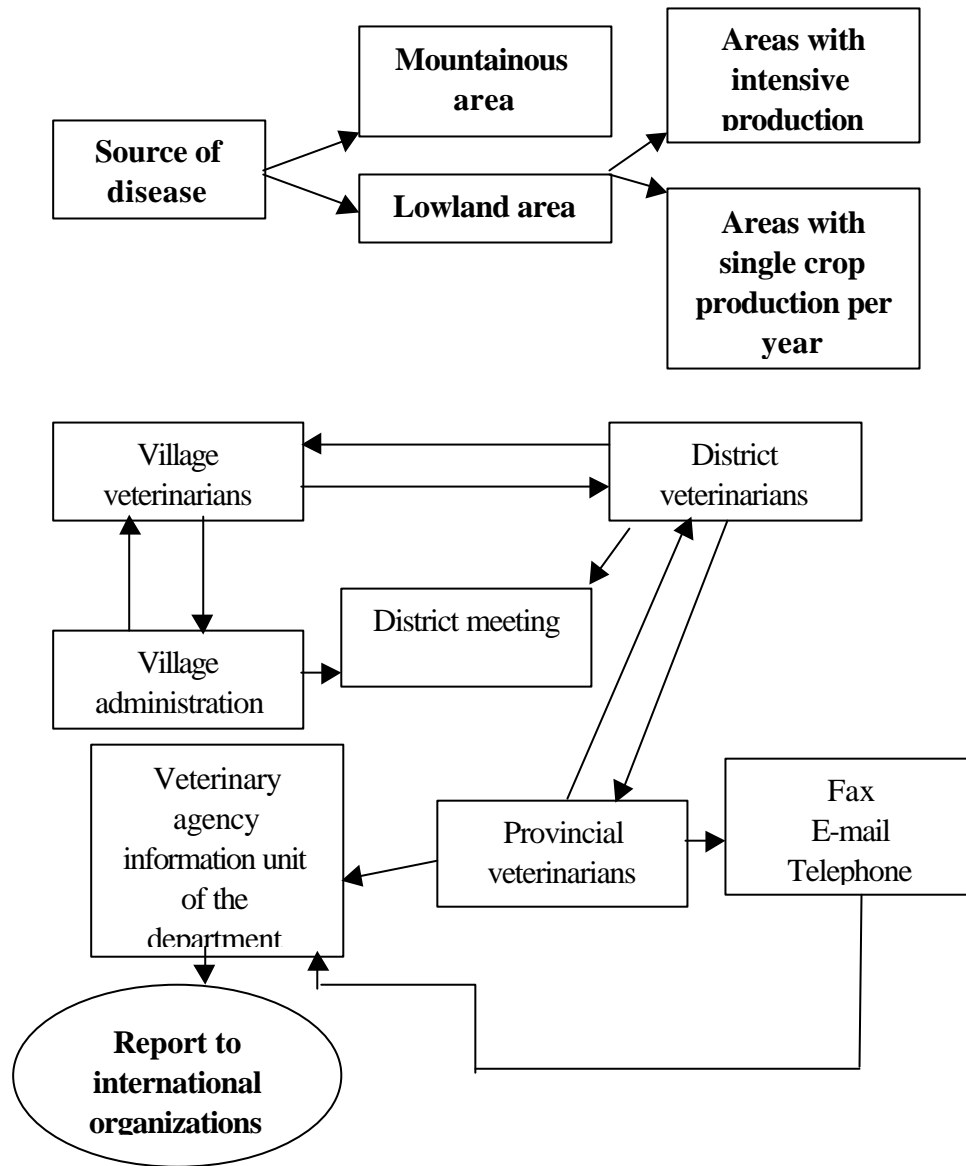 Source of
disease
Mountainous
area
Lowland area
Areas with
intensive
production
Areas with
single crop
production per
year
Village
veterinarians
District
veterinarians
Village
administration
District meeting
Veterinary
agency
information unit
of the
department
Provincial
veterinarians
Fax
E-mail
Telephone
Report to
international
organizations